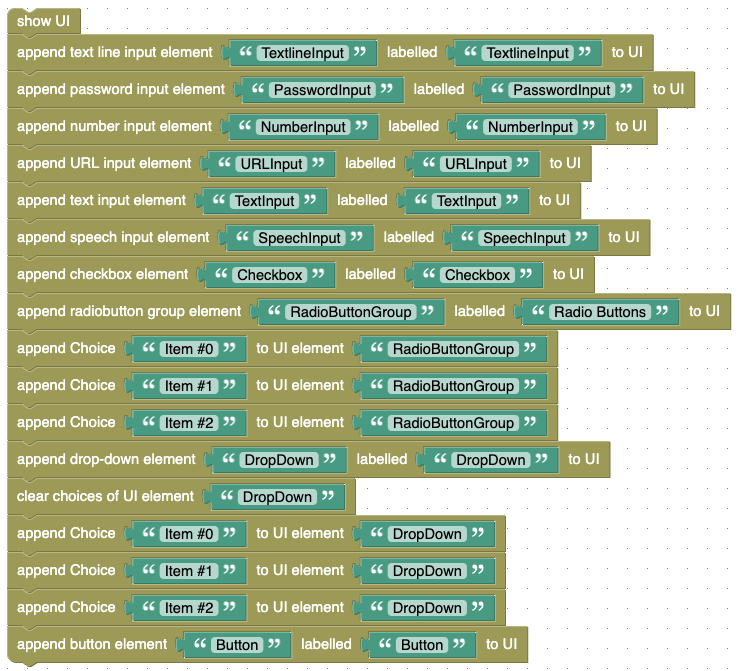 show UI
append text line input element “ TextlineInput ” labelled “ TextlineInput ” to UI
append password input element “ PasswordInput ” labelled “ PasswordInput ” to UI
append number input element “ NumberInput ” labelled “ NumberInput ” to UI
append URL input element “ URLInput ” labelled “ URLInput ” to UI
append text input element “ TextInput ” labelled “ TextInput ” to UI
append speech input element “ SpeechInput ” labelled “ SpeechInput ” to UI
append checkbox element “ Checkbox ” labelled “ Checkbox ” to UI
append radiobutton group element “ RadioButtonGroup ” labelled “ Radio Buttons ” to UI
append Choice “ Item #0 ” to UI element “ RadioButtonGroup ”
append Choice “ Item #1 ” to UI element “ RadioButtonGroup ”
append Choice “ Item #2 ” to UI element “ RadioButtonGroup ”
append drop-down element “ DropDown ” labelled “ DropDown ” to UI
clear choices of UI element “ DropDown ”
append Choice “ Item #0 ” to UI element “ DropDown ”
append Choice “ Item #1 ” to UI element “ DropDown ”
append Choice “ Item #2 ” to UI element “ DropDown ”
append button element “ Button ” labelled “ Button ” to UI